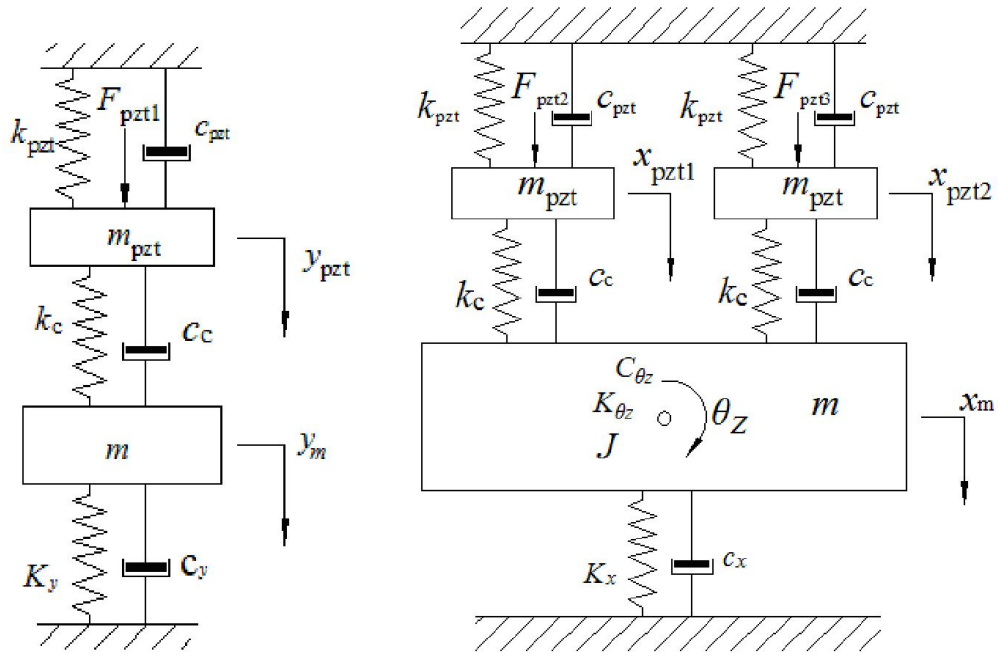 F_pzt1
k_pzt
c_pzt
m_pzt
y_pzt
k_c
c_c
m
y_m
K_y
c_y
k_pzt
F_pzt2
c_pzt
k_pzt
F_pzt3
c_pzt
m_pzt
x_pzt1
m_pzt
x_pzt2
k_c
c_c
k_c
c_c
C_θz
K_θz
θ_Z
J
m
x_m
K_x
c_x